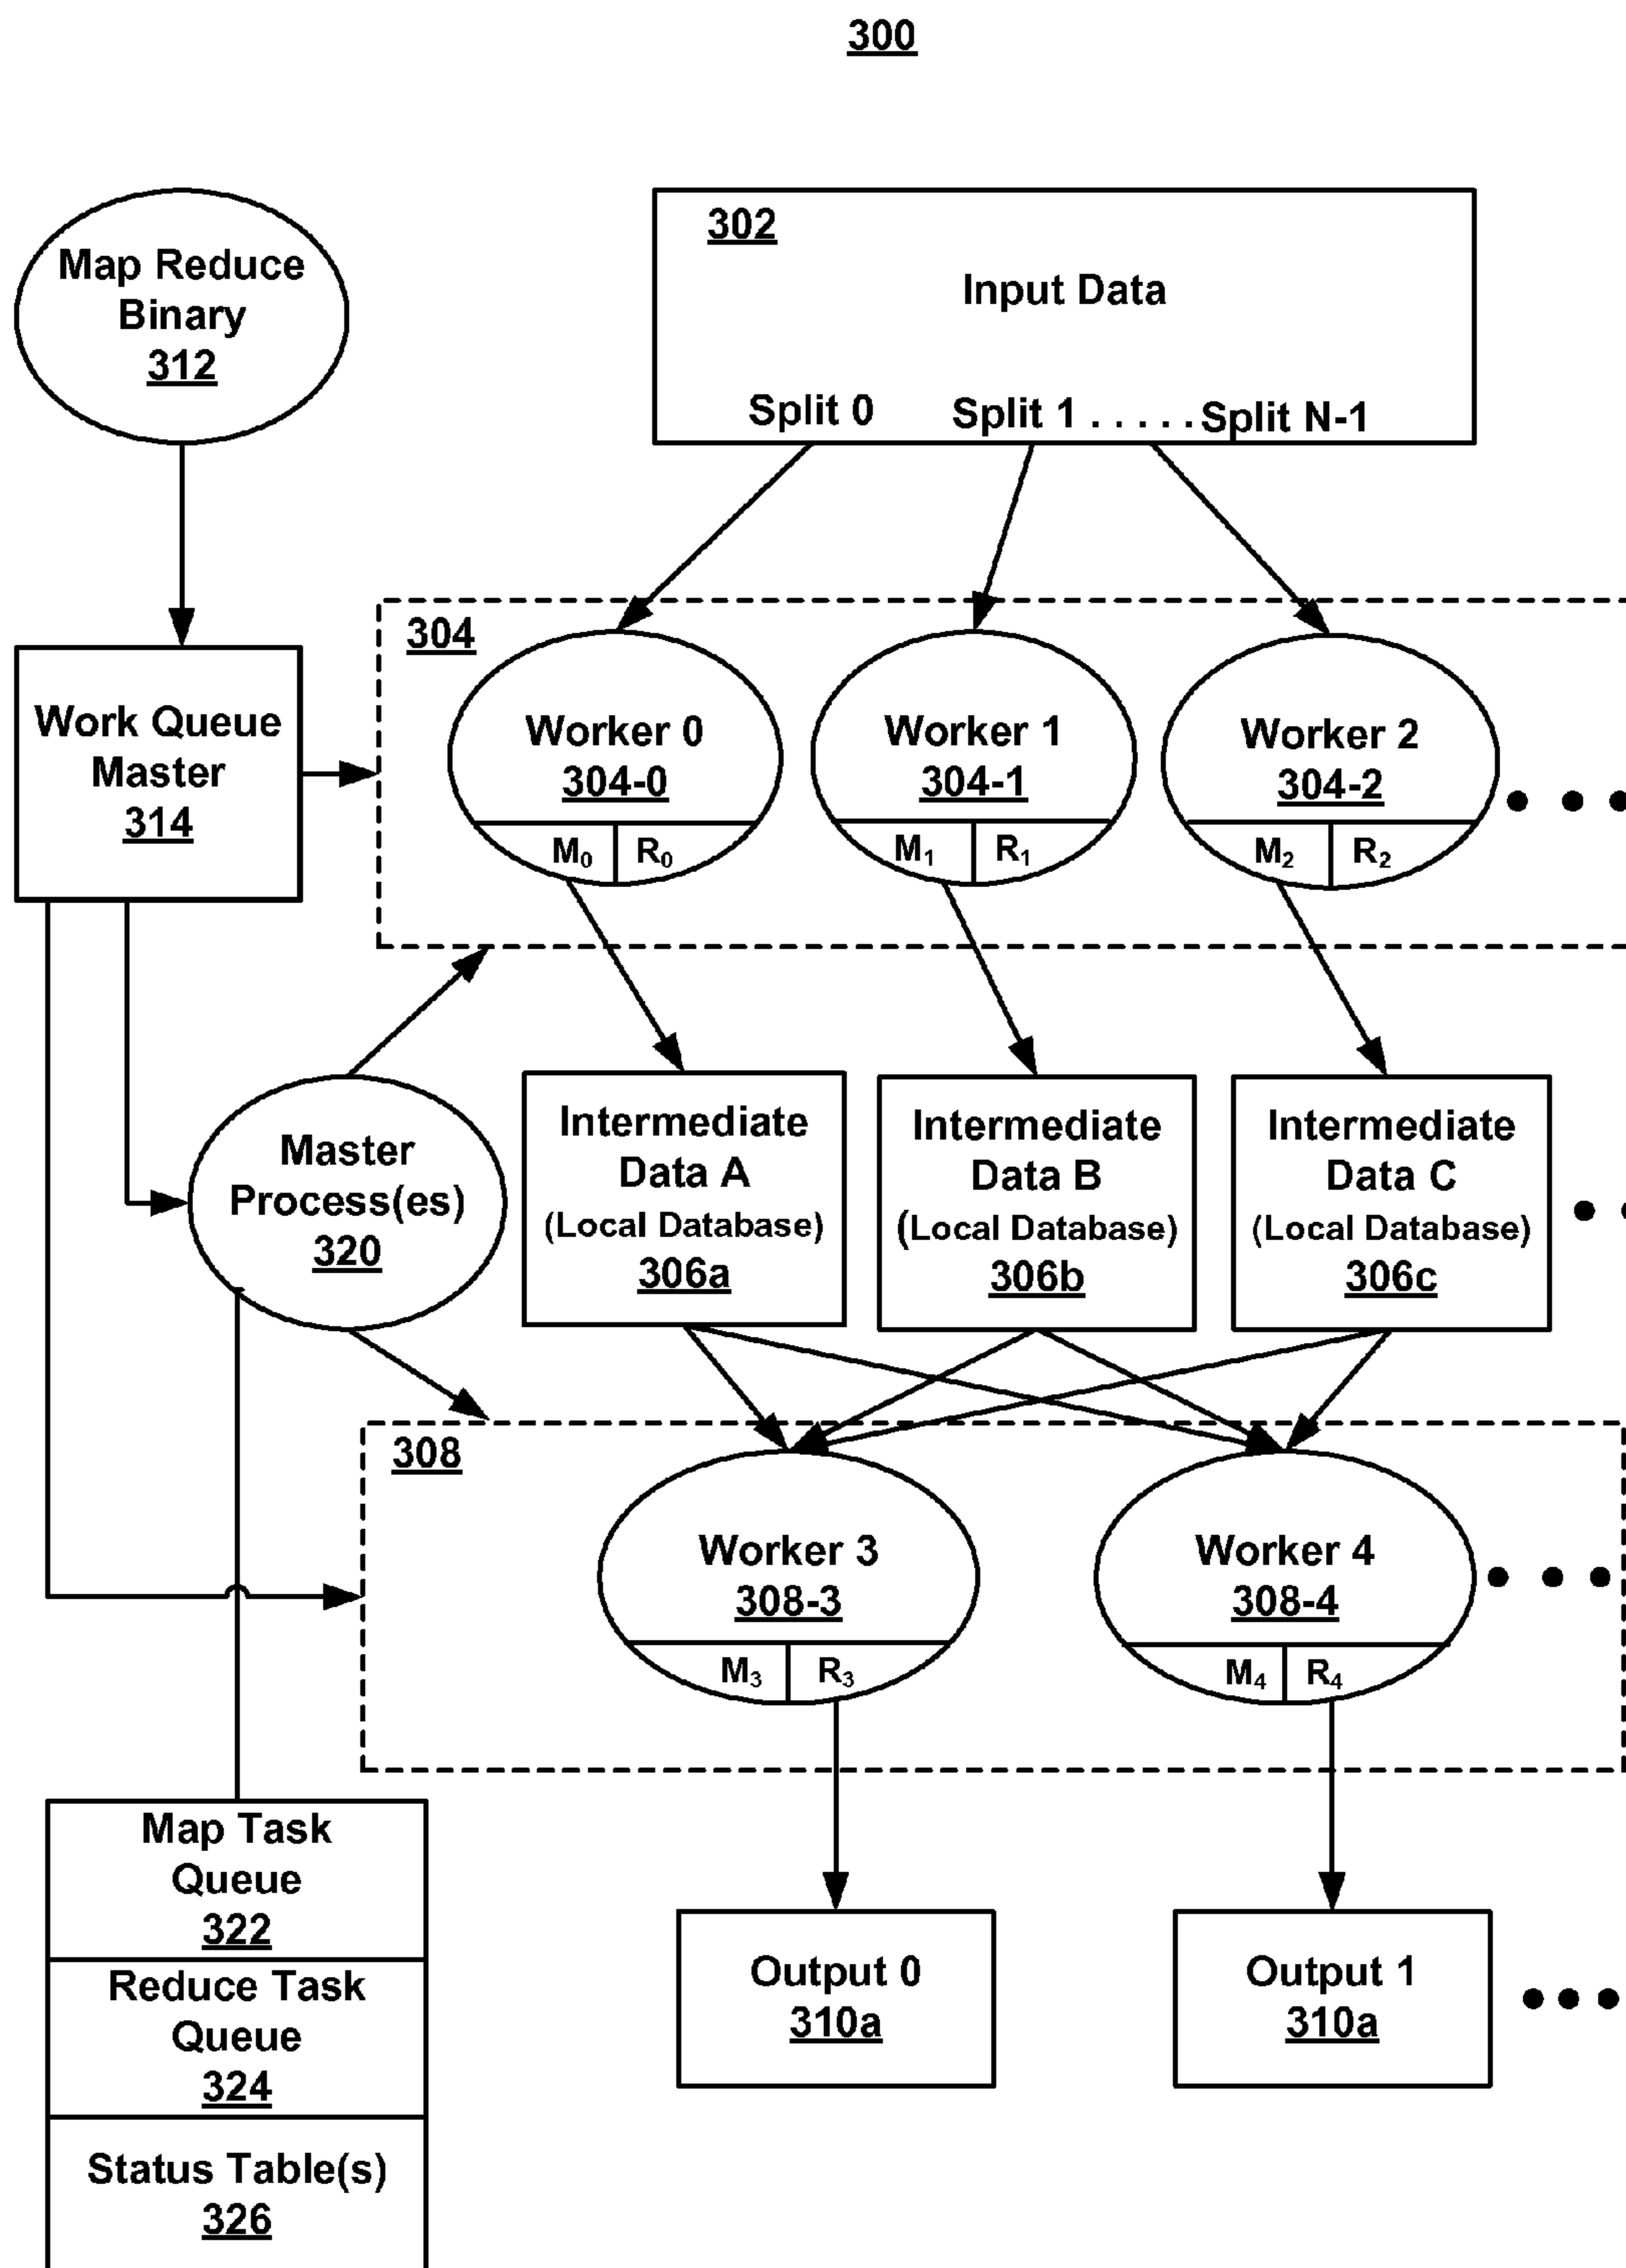 300
Map Reduce
Binary
312
302
Input Data
Split 0 Split 1 . . . . . Split N-1
Work Queue
Master
314
304
Worker 0
304-0
M₀ R₀
Worker 1
304-1
M₁ R₁
Worker 2
304-2
M₂ R₂
Master
Process(es)
320
Intermediate
Data A
(Local Database)
306a
Intermediate
Data B
(Local Database)
306b
Intermediate
Data C
(Local Database)
306c
308
Worker 3
308-3
M₃ R₃
Worker 4
308-4
M₄ R₄
Map Task
Queue
322
Reduce Task
Queue
324
Status Table(s)
326
Output 0
310a
Output 1
310a